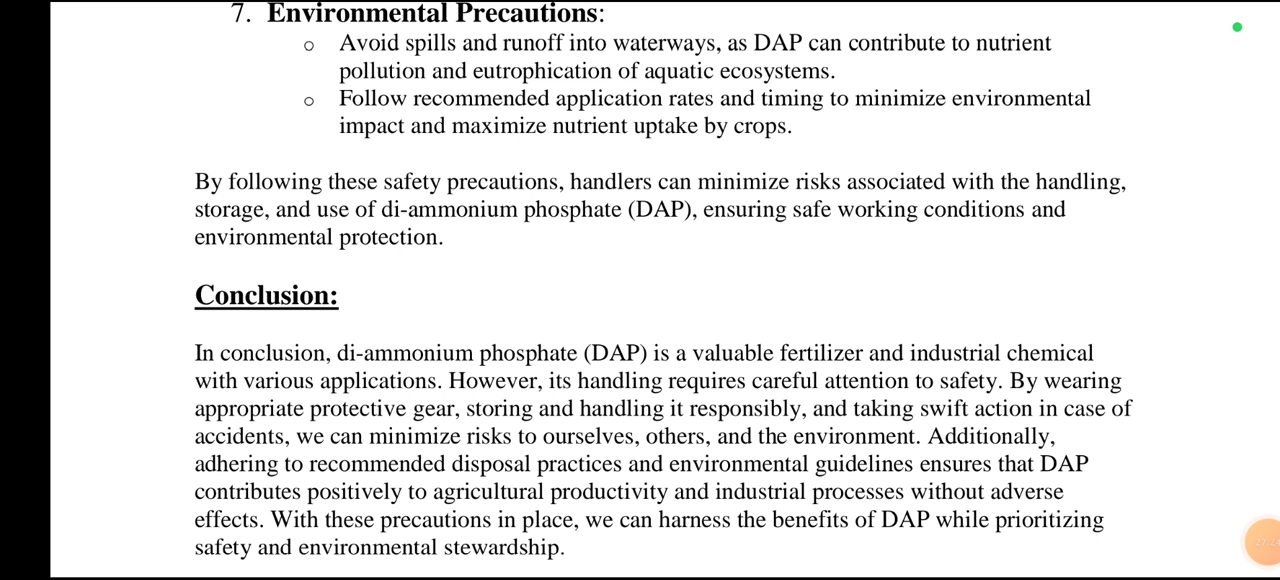 7. Environmental Precautions:
o Avoid spills and runoff into waterways, as DAP can contribute to nutrient
pollution and eutrophication of aquatic ecosystems.
o Follow recommended application rates and timing to minimize environmental
impact and maximize nutrient uptake by crops.
By following these safety precautions, handlers can minimize risks associated with the handling,
storage, and use of di-ammonium phosphate (DAP), ensuring safe working conditions and
environmental protection.
Conclusion:
In conclusion, di-ammonium phosphate (DAP) is a valuable fertilizer and industrial chemical
with various applications. However, its handling requires careful attention to safety. By wearing
appropriate protective gear, storing and handling it responsibly, and taking swift action in case of
accidents, we can minimize risks to ourselves, others, and the environment. Additionally,
adhering to recommended disposal practices and environmental guidelines ensures that DAP
contributes positively to agricultural productivity and industrial processes without adverse
effects. With these precautions in place, we can harness the benefits of DAP while prioritizing
safety and environmental stewardship.